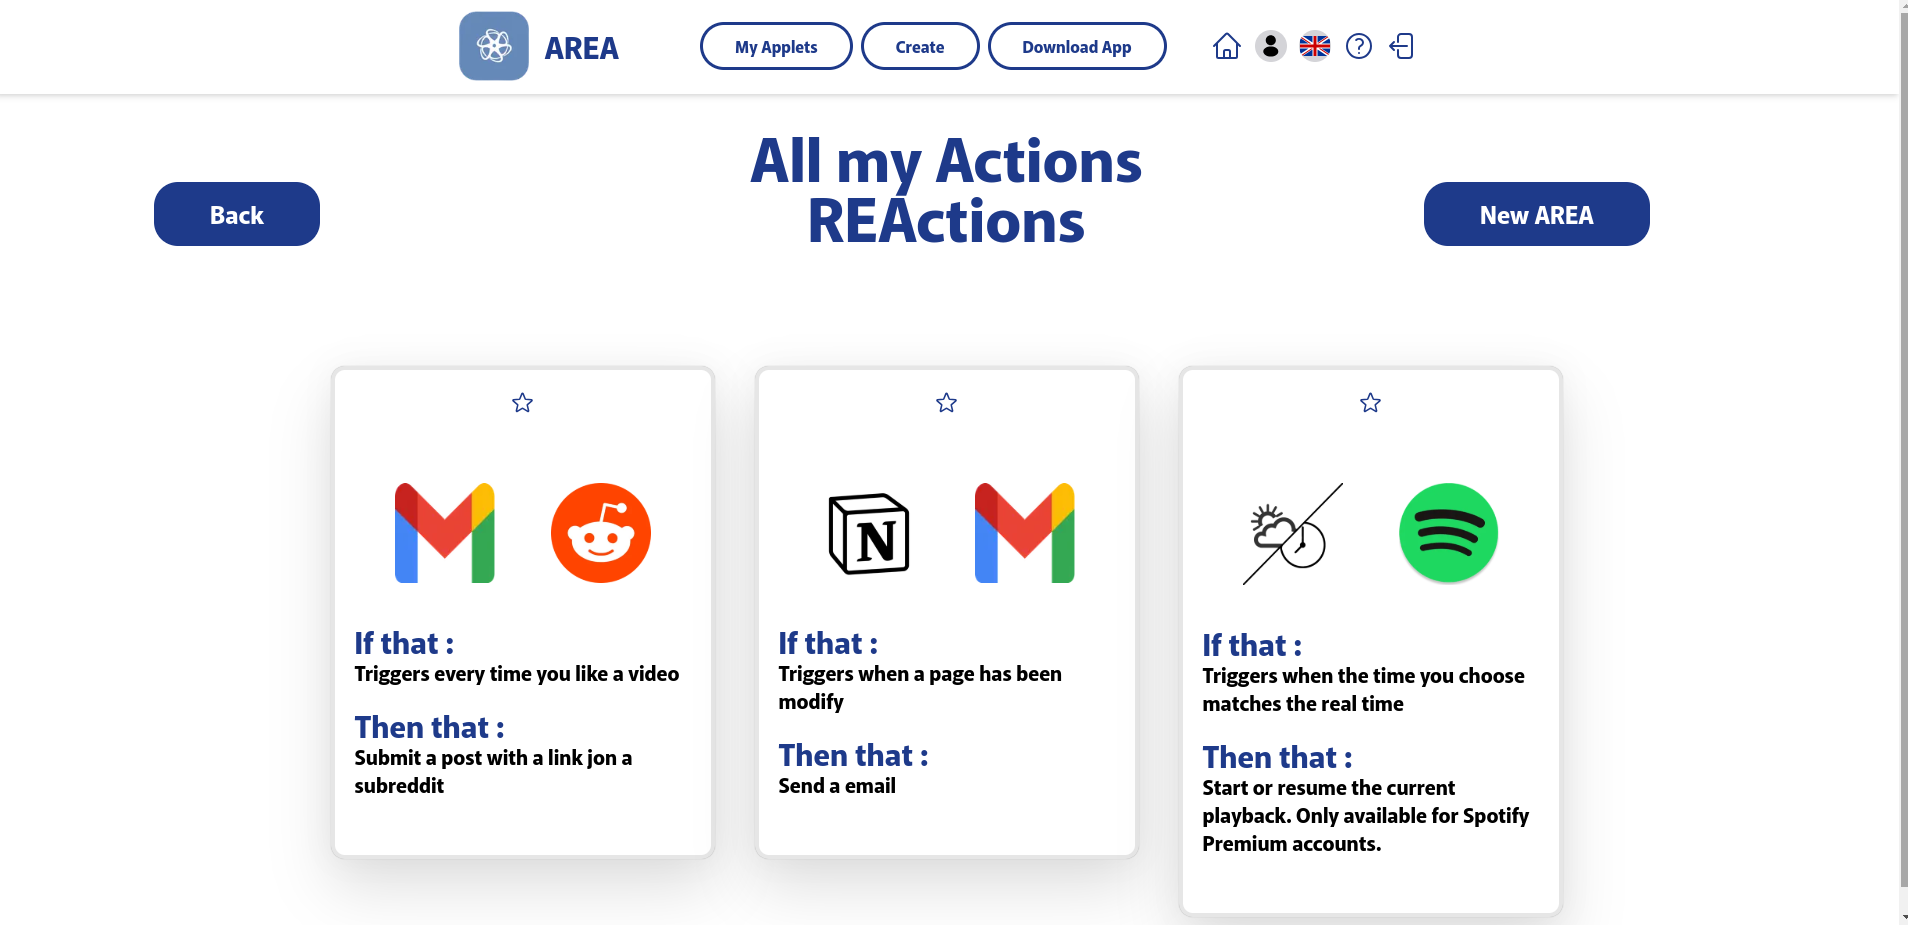 AREA
My Applets
Create
Download App
All my Actions
REActions
Back
New AREA
If that :
Triggers every time you like a video
Then that :
Submit a post with a link jon a
subreddit
N
If that :
Triggers when a page has been
modify
Then that :
Send a email
If that :
Triggers when the time you choose
matches the real time
Then that :
Start or resume the current
playback. Only available for Spotify
Premium accounts.